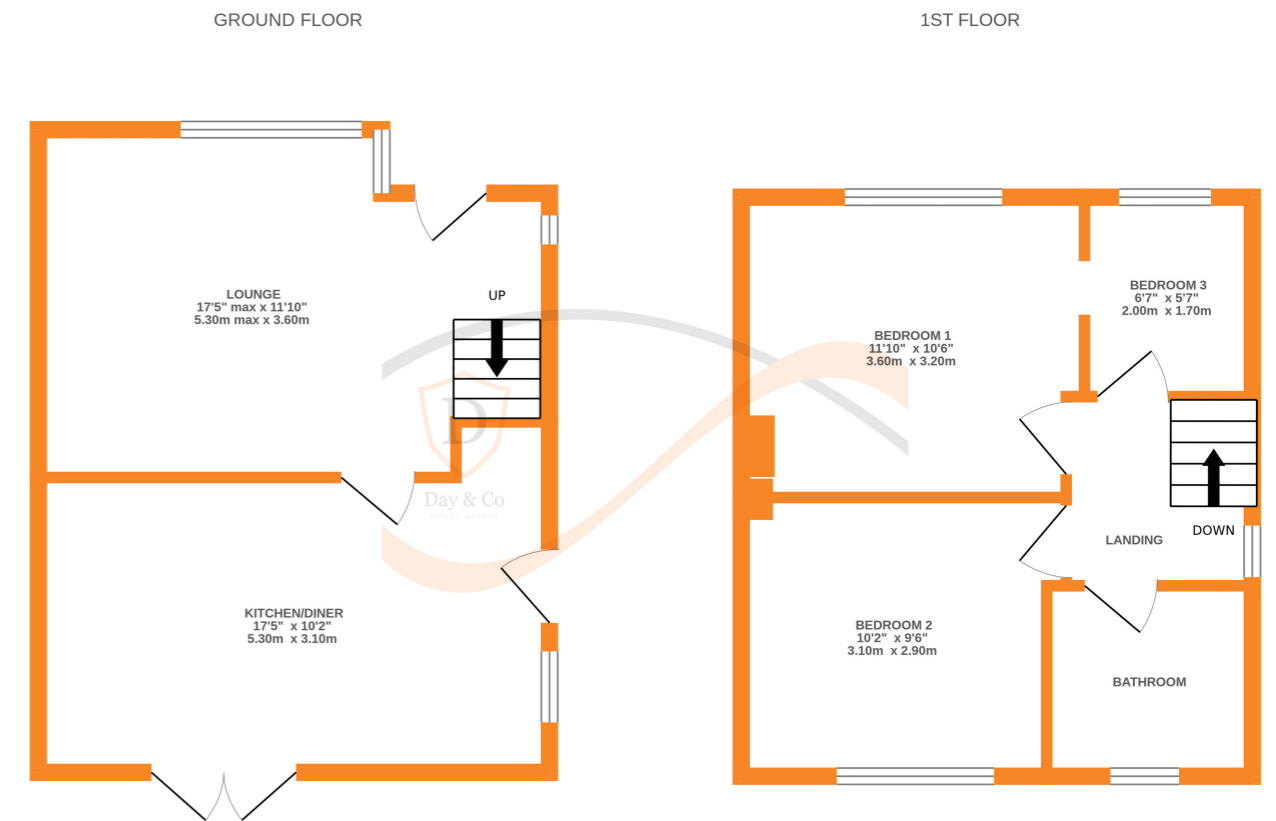 GROUND FLOOR
1ST FLOOR
LOUNGE
17'5" max x 11'10"
5.30m max x 3.60m
UP
D
Day & Co
ESTATE AGENTS
KITCHEN/DINER
17'5" x 10'2"
5.30m x 3.10m
BEDROOM 3
6'7" x 5'7"
2.00m x 1.70m
BEDROOM 1
11'10" x 10'6"
3.60m x 3.20m
LANDING
DOWN
BEDROOM 2
10'2" x 9'6"
3.10m x 2.90m
BATHROOM